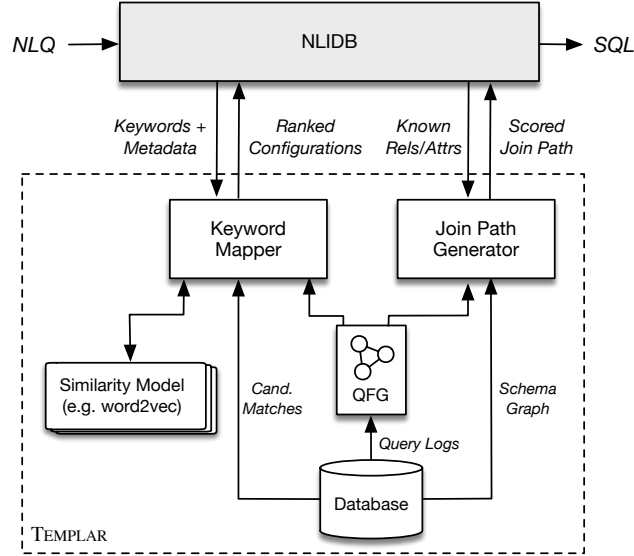 NLQ
NLIDB
SQL
Keywords +
Metadata
Ranked
Configurations
Known
Rels/Attrs
Scored
Join Path
Keyword
Mapper
Join Path
Generator
Similarity Model
(e.g. word2vec)
Cand.
Matches
QFG
Schema
Graph
Query Logs
Database
TEMPLAR